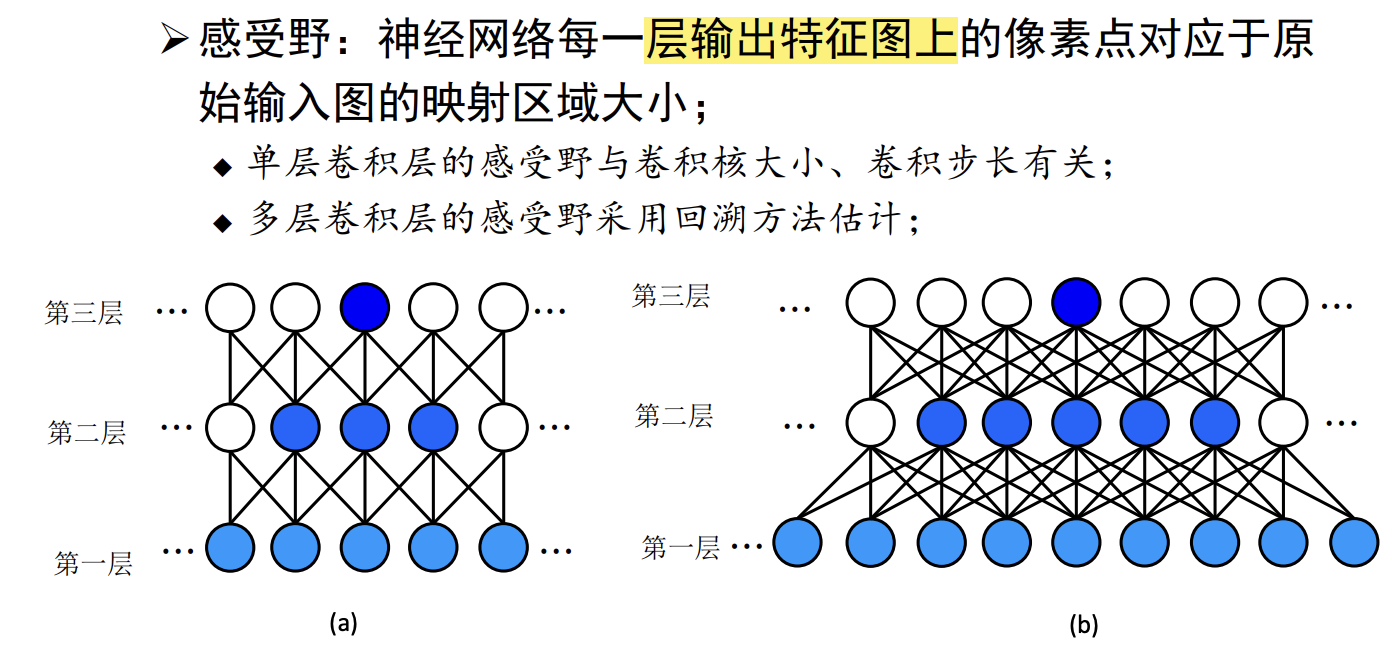 ➢ 感受野：神经网络每一层输出特征图上的像素点对应于原
始输入图的映射区域大小；
◆ 单层卷积层的感受野与卷积核大小、卷积步长有关；
◆ 多层卷积层的感受野采用回溯方法估计；
第三层 … …
第二层 … …
第一层 … …
(a)
第三层 … …
第二层 … …
第一层 …
(b)